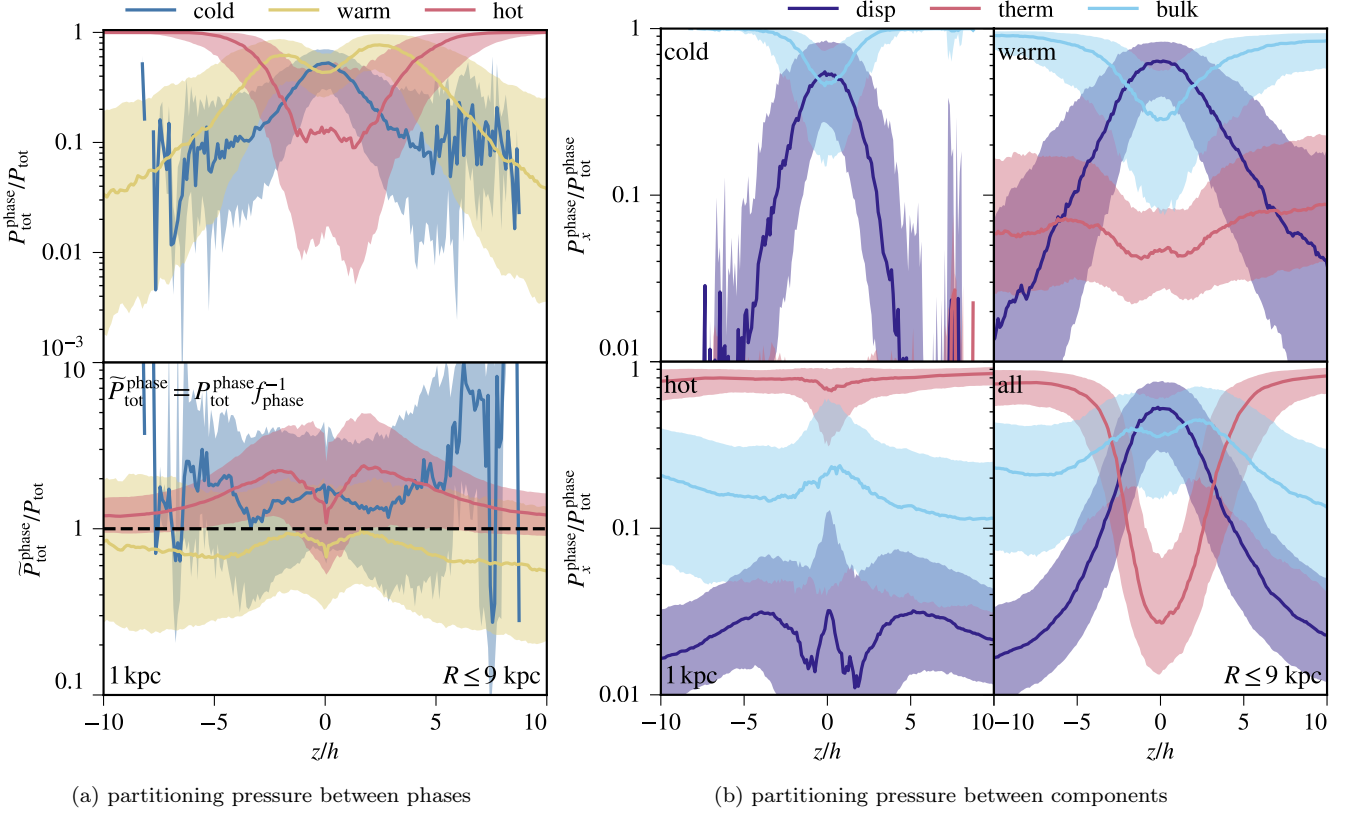 cold warm hot
1
0.1
0.01
10⁻³
P_tot^phase/P_tot
P̃_tot^phase = P_tot^phase f_phase^-1
10
1
0.1
P̃_tot^phase/P_tot
1 kpc
R ≤ 9 kpc
−10 −5 0 5 10
z/h
(a) partitioning pressure between phases
disp therm bulk
cold
warm
1
0.1
0.01
P_x^phase/P_tot^phase
hot
all
1
0.1
0.01
P_x^phase/P_tot^phase
1 kpc
R ≤ 9 kpc
−10 −5 0 5 −10 −5 0 5 10
z/h z/h
(b) partitioning pressure between components